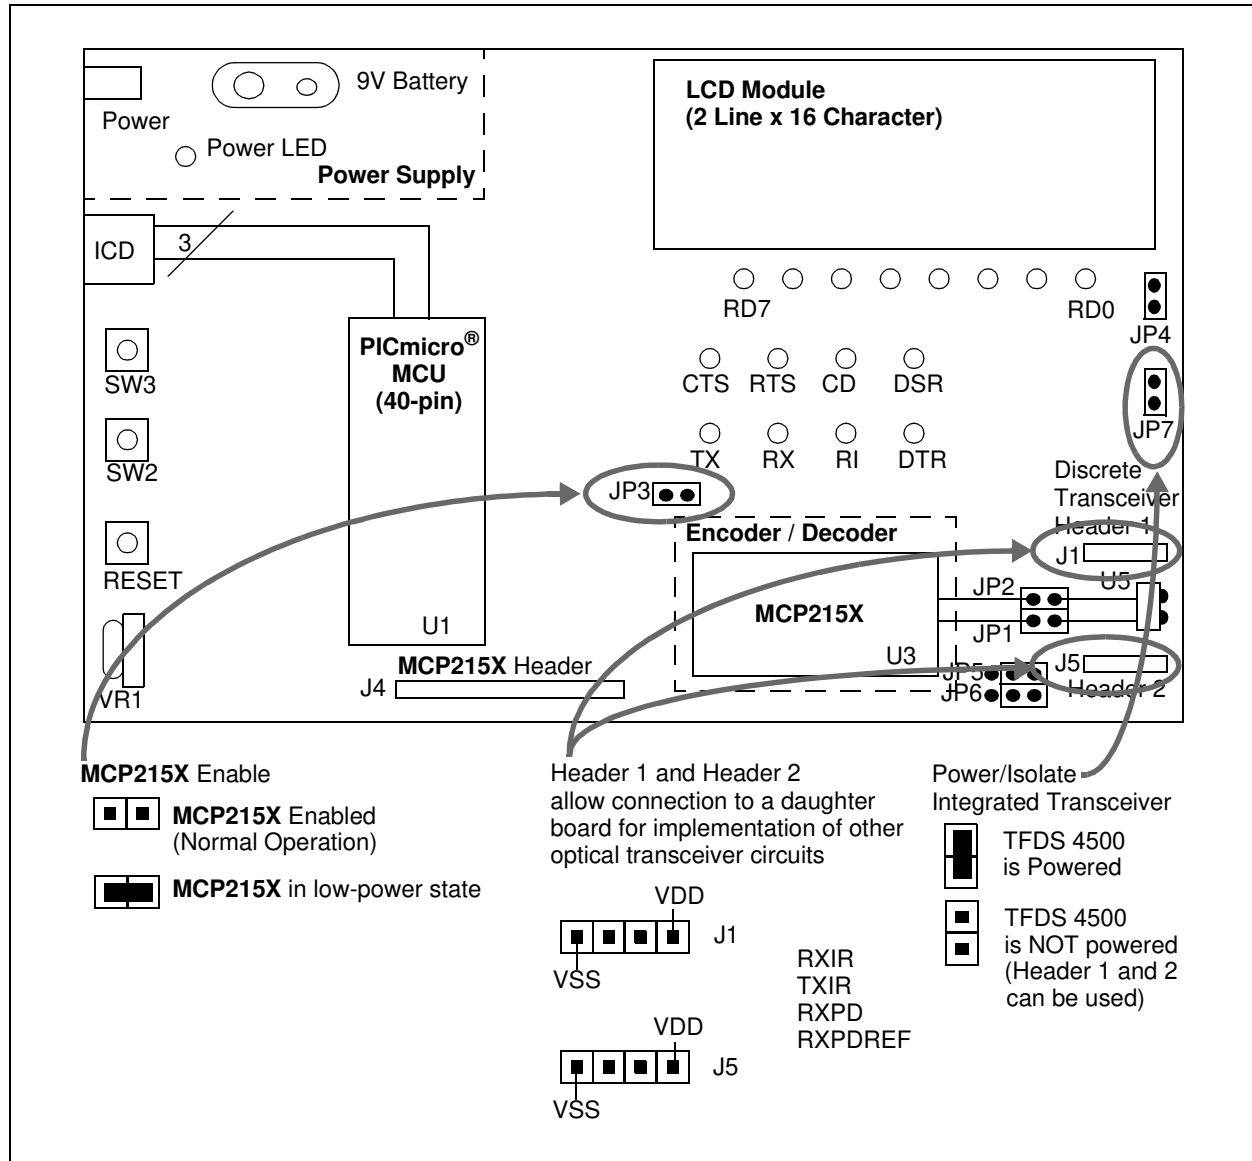 9V Battery
Power
Power LED
Power Supply
LCD Module
(2 Line x 16 Character)
ICD
3
RD7
RD0
JP4
PICmicro®
MCU
(40-pin)
SW3
CTS RTS CD DSR
JP7
SW2
TX RX RI DTR
JP3
Discrete
Transceiver
Header 1
Encoder / Decoder
J1
RESET
U5
JP2
MCP215X
JP1
U1
U3
MCP215X Header
J5
JP5
Header 2
J4
JP6
VR1
MCP215X Enable
MCP215X Enabled
(Normal Operation)
MCP215X in low-power state
Header 1 and Header 2
allow connection to a daughter
board for implementation of other
optical transceiver circuits
VDD
J1
VSS
VDD
J5
VSS
RXIR
TXIR
RXPD
RXPDREF
Power/Isolate
Integrated Transceiver
TFDS 4500
is Powered
TFDS 4500
is NOT powered
(Header 1 and 2
can be used)